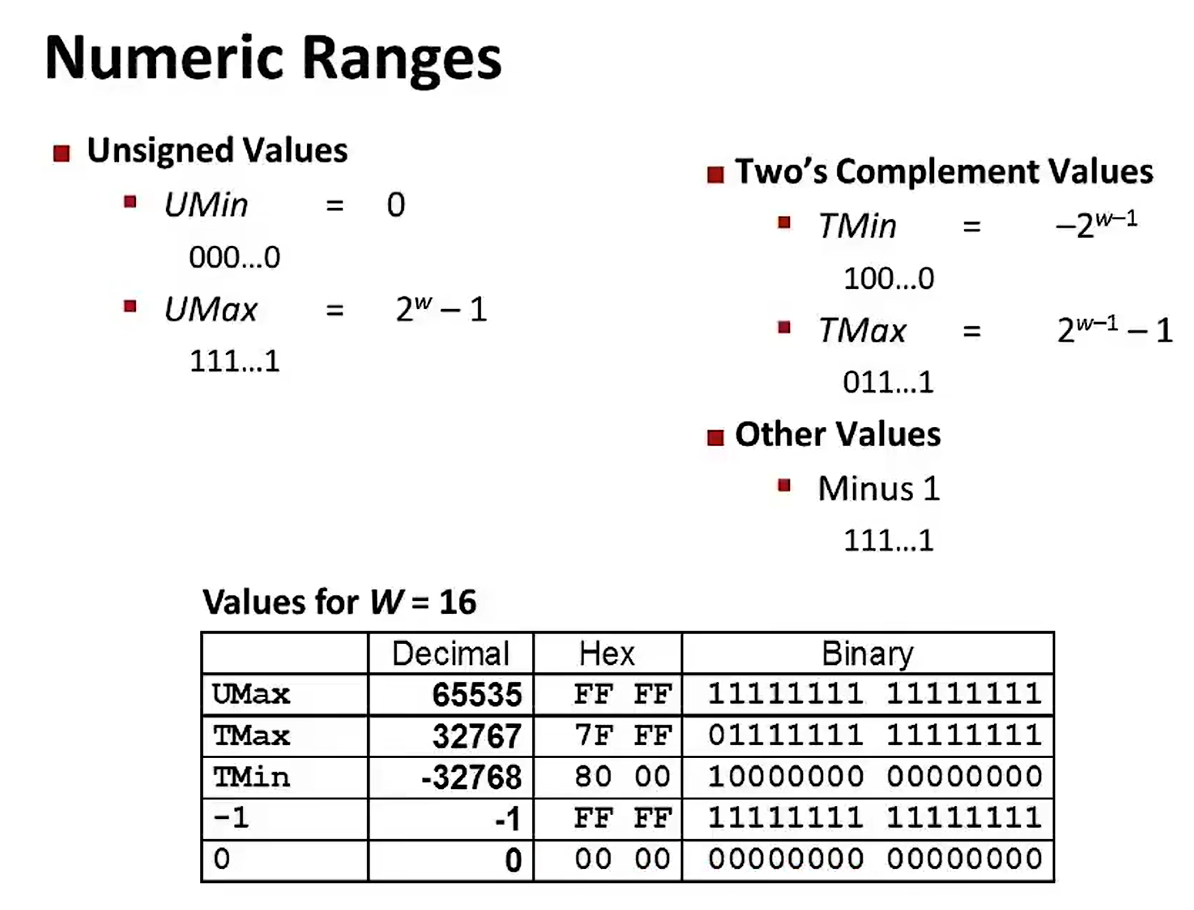 Numeric Ranges
■ Unsigned Values
▪ UMin = 0
000…0
▪ UMax = 2ʷ – 1
111…1
■ Two’s Complement Values
▪ TMin = –2ʷ⁻¹
100…0
▪ TMax = 2ʷ⁻¹ – 1
011…1
■ Other Values
▪ Minus 1
111…1
Values for W = 16
Decimal Hex Binary
UMax 65535 FF FF 11111111 11111111
TMax 32767 7F FF 01111111 11111111
TMin -32768 80 00 10000000 00000000
-1 -1 FF FF 11111111 11111111
0 0 00 00 00000000 00000000